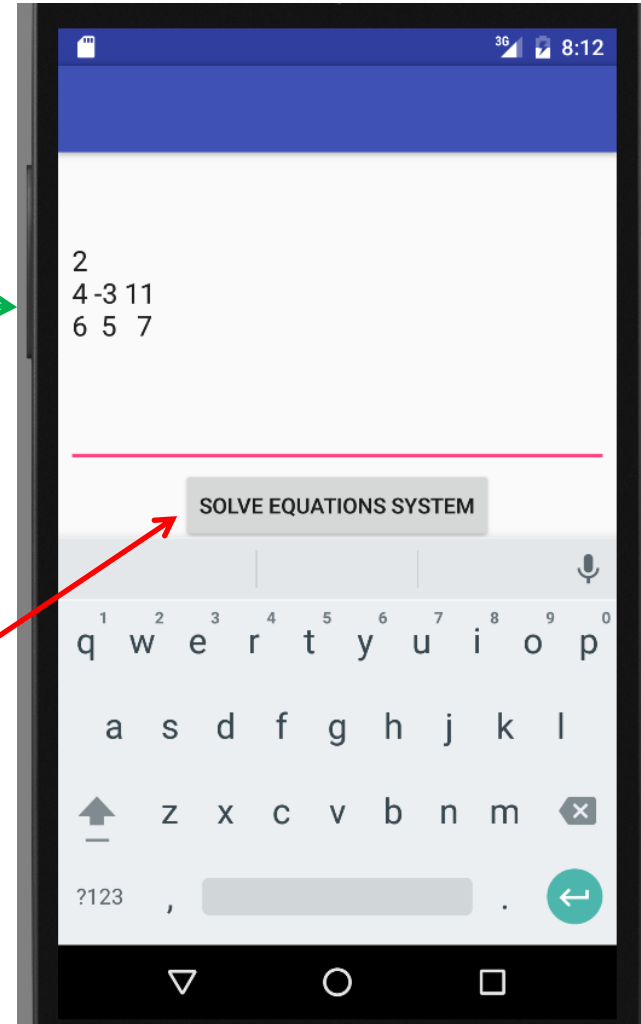 3G 8:12
2
4 -3 11
6 5 7
SOLVE EQUATIONS SYSTEM
1 2 3 4 5 6 7 8 9 0
q w e r t y u i o p
a s d f g h j k l
z x c v b n m
?123 , .